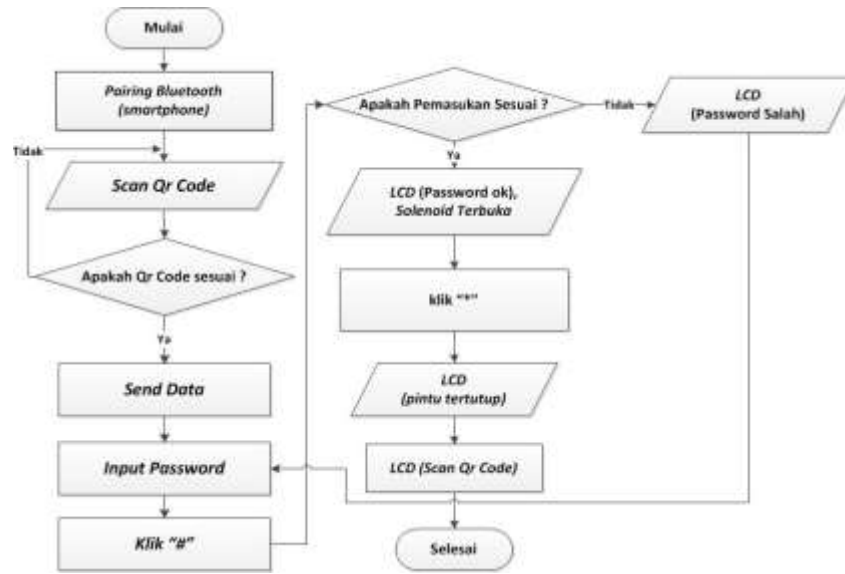 Mulai
Pairing Bluetooth
(smartphone)
Tidak
Scan Qr Code
Apakah Qr Code sesuai ?
Ya
Send Data
Input Password
Klik "#"
Apakah Pemasukan Sesuai ?
Tidak
LCD
(Password Salah)
Ya
LCD (Password ok),
Solenoid Terbuka
klik "*"
LCD
(pintu tertutup)
LCD (Scan Qr Code)
Selesai